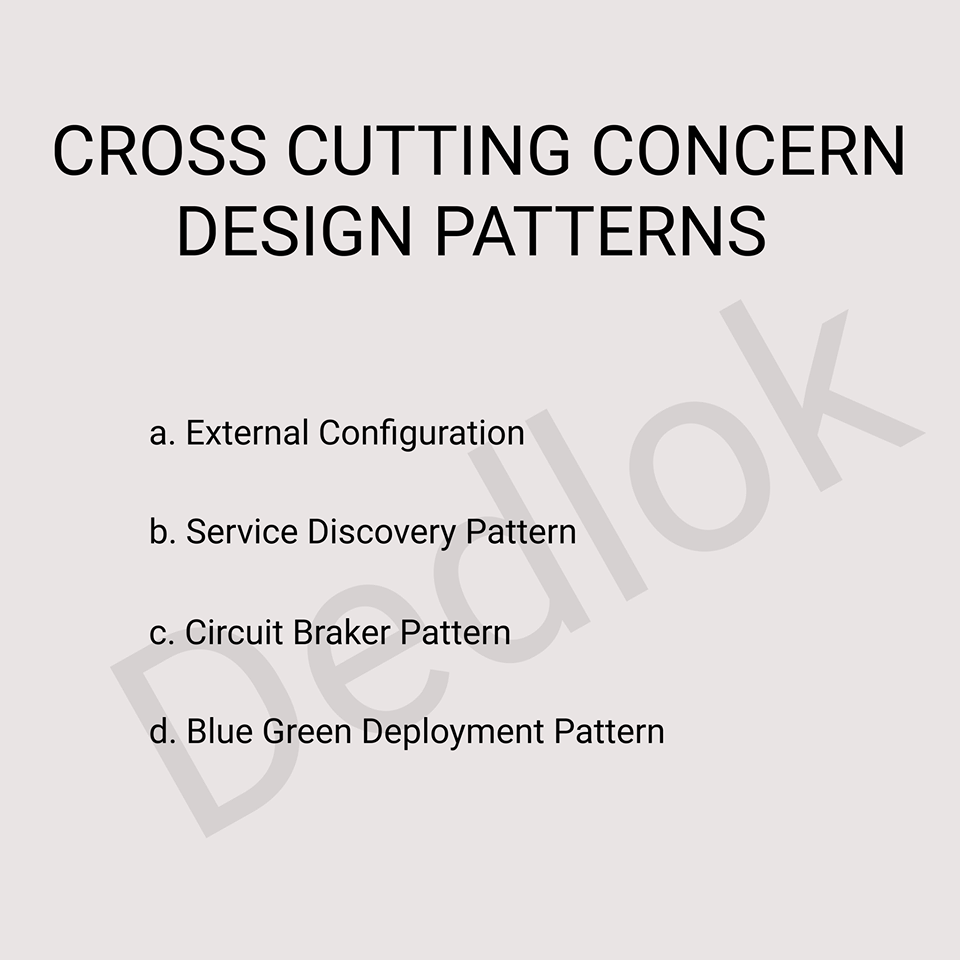 CROSS CUTTING CONCERN
DESIGN PATTERNS
a. External Configuration
b. Service Discovery Pattern
c. Circuit Braker Pattern
d. Blue Green Deployment Pattern
Dedlok